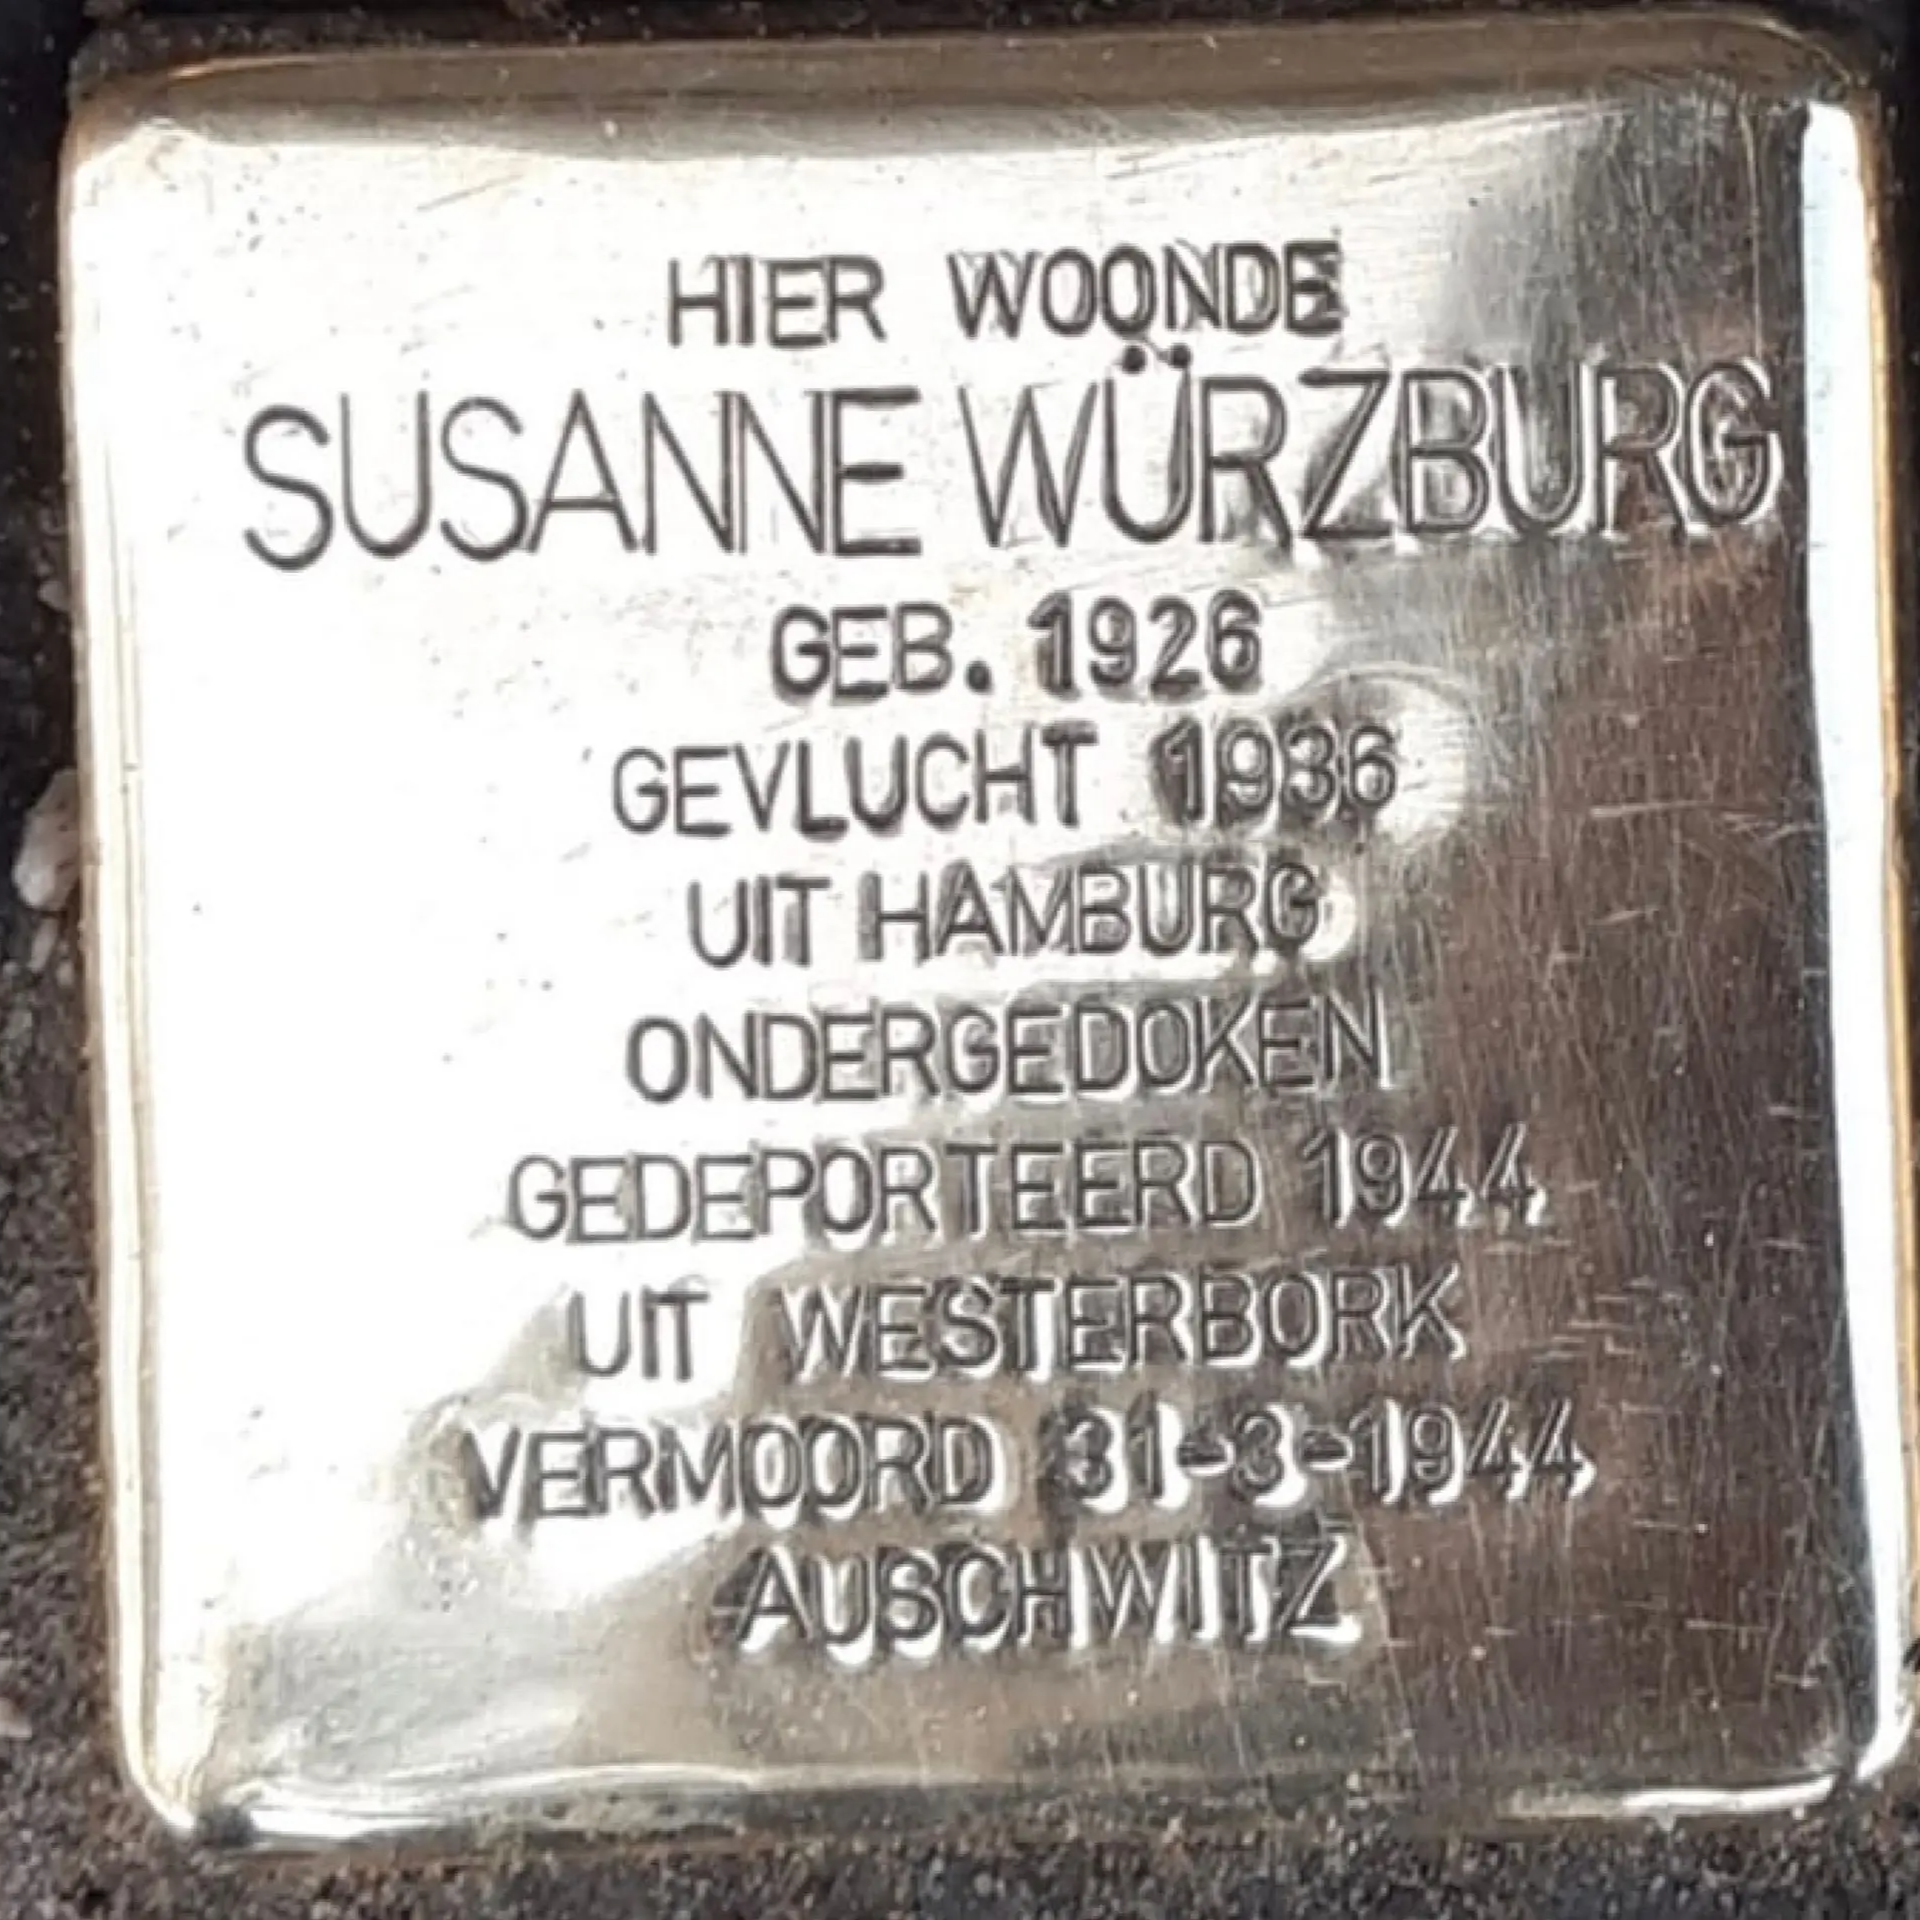 HIER WOONDE
SUSANNE WÜRZBURG
GEB. 1926
GEVLUCHT 1936
UIT HAMBURG
ONDERGEDOKEN
GEDEPORTEERD 1944
UIT WESTERBORK
VERMOORD 31-3-1944
AUSCHWITZ